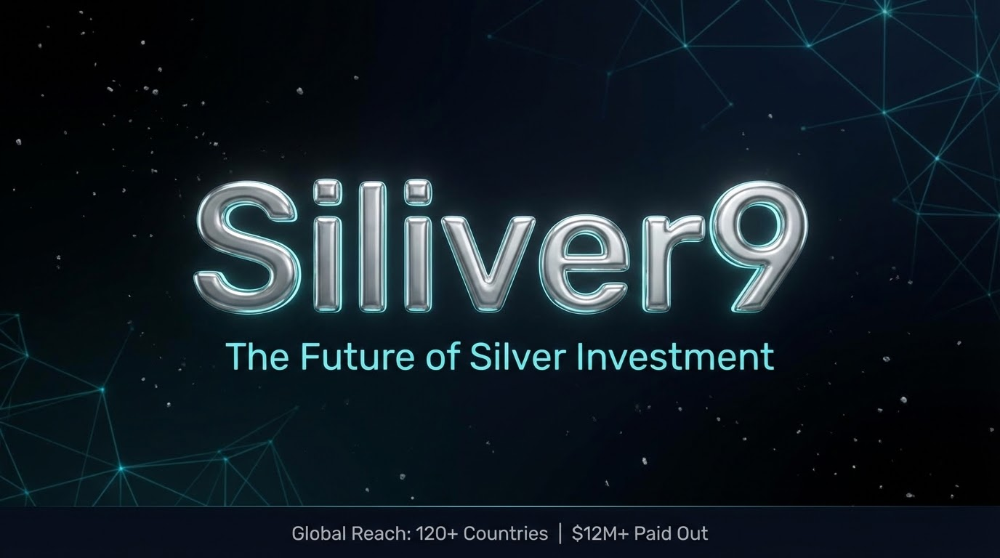 Siliver9
The Future of Silver Investment
Global Reach: 120+ Countries | $12M+ Paid Out